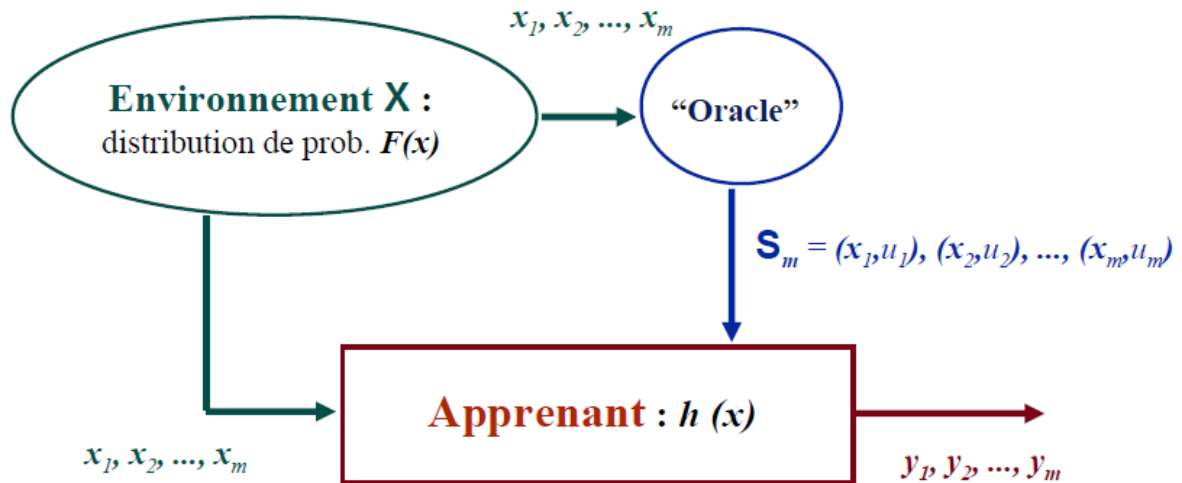 x1, x2, ..., xm
Environnement X :
distribution de prob. F(x)
“Oracle”
Sm = (x1,u1), (x2,u2), ..., (xm,um)
Apprenant : h (x)
x1, x2, ..., xm
y1, y2, ..., ym